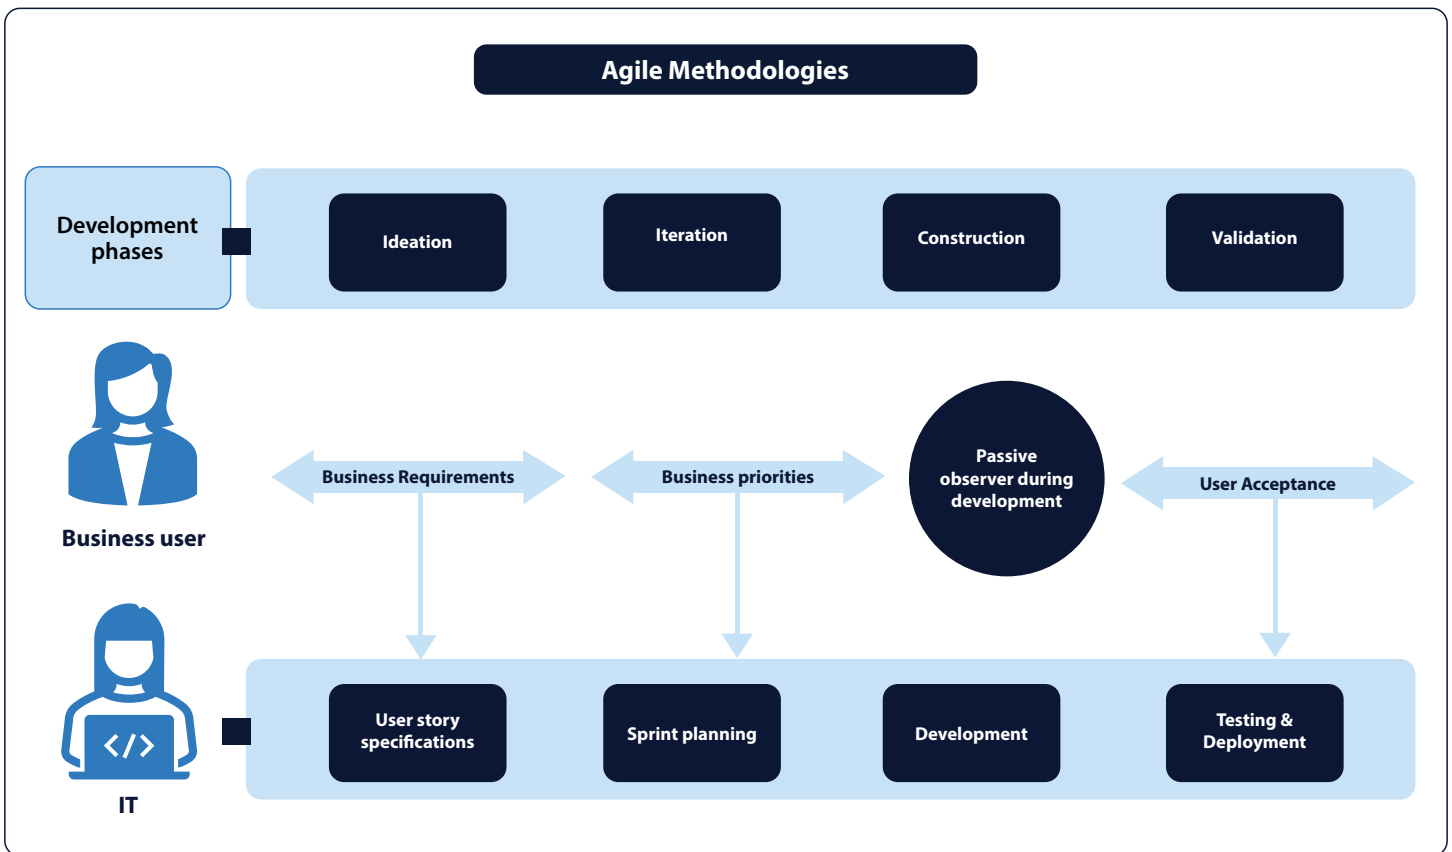 Agile Methodologies
Development
phases
Ideation
Iteration
Construction
Validation
Business user
Business Requirements
Business priorities
Passive
observer during
development
User Acceptance
</>
IT
User story
specifications
Sprint planning
Development
Testing &
Deployment